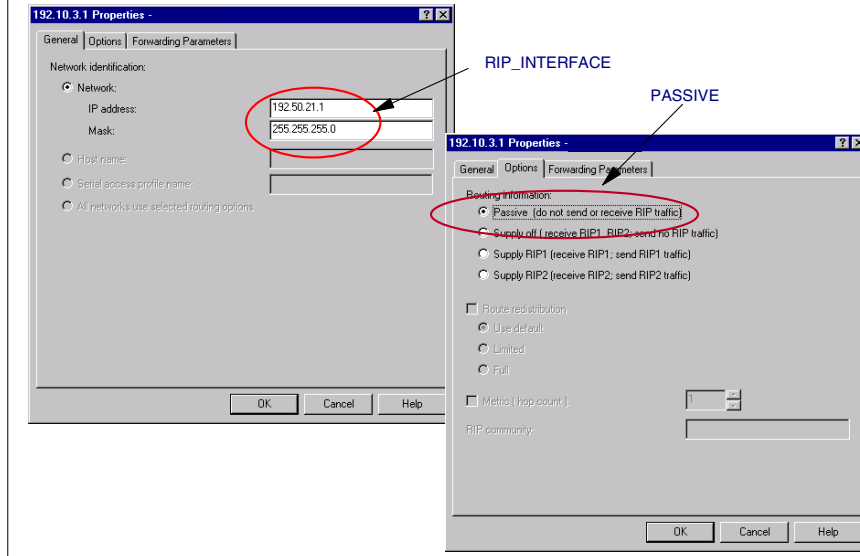 192.10.3.1 Properties -
General Options Forwarding Parameters
Network identification:
Network:
IP address: 192.50.21.1
Mask: 255.255.255.0
Host name:
Serial access profile name:
All networks use selected routing options
OK Cancel Help
RIP_INTERFACE
PASSIVE
192.10.3.1 Properties -
General Options Forwarding Parameters
Routing information:
Passive (do not send or receive RIP traffic)
Supply off ( receive RIP1, RIP2; send no RIP traffic)
Supply RIP1 (receive RIP1; send RIP1 traffic)
Supply RIP2 (receive RIP2; send RIP2 traffic)
Route redistribution
Use default
Limited
Full
Metric ( hop count ): 1
RIP community:
OK Cancel Help